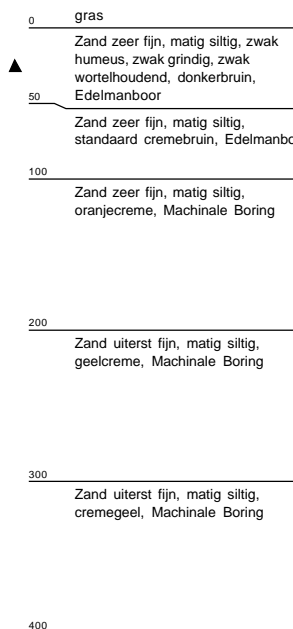 0 gras
Zand zeer fijn, matig siltig, zwak
humeus, zwak grindig, zwak
wortelhoudend, donkerbruin,
Edelmanboor
50
Zand zeer fijn, matig siltig,
standaard cremebruin, Edelmanbo
100
Zand zeer fijn, matig siltig,
oranjecreme, Machinale Boring
200
Zand uiterst fijn, matig siltig,
geelcreme, Machinale Boring
300
Zand uiterst fijn, matig siltig,
cremegeel, Machinale Boring
400